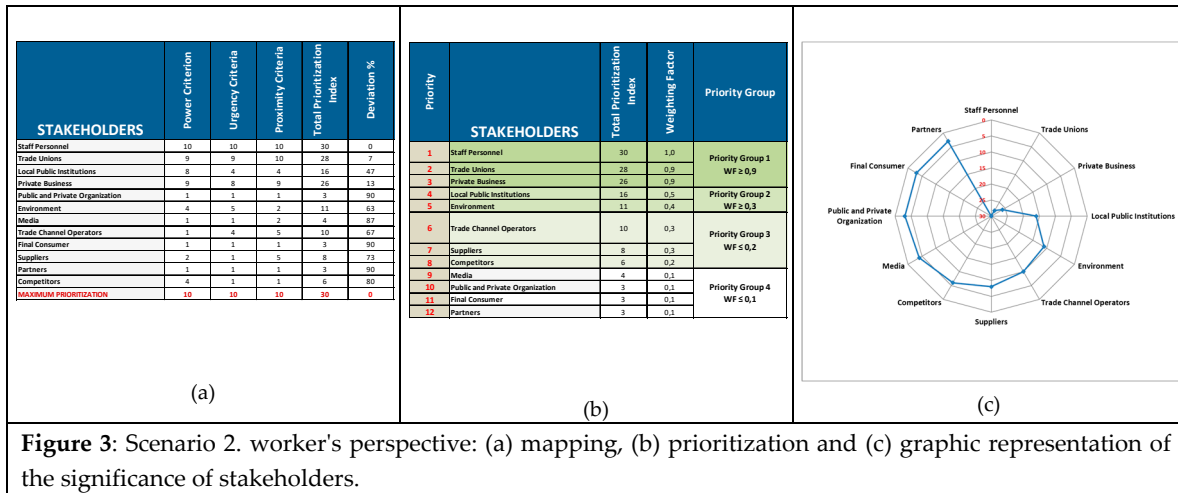 STAKEHOLDERS Power Criterion Urgency Criteria Proximity Criteria Total Prioritization Index Deviation %
Staff Personnel 10 10 10 30 0
Trade Unions 9 9 10 28 7
Local Public Institutions 8 4 4 16 47
Private Business 9 8 9 26 13
Public and Private Organization 1 1 1 3 90
Environment 4 5 2 11 63
Media 1 1 2 4 87
Trade Channel Operators 1 4 5 10 67
Final Consumer 1 1 1 3 90
Suppliers 2 1 5 8 73
Partners 1 1 1 3 90
Competitors 4 1 1 6 80
MAXIMUM PRIORITIZATION 10 10 10 30 0
(a)
Priority STAKEHOLDERS Total Prioritization Index Weighting Factor Priority Group
1 Staff Personnel 30 1,0
2 Trade Unions 28 0,9
3 Private Business 26 0,9
Priority Group 1
WF ≥ 0,9
4 Local Public Institutions 16 0,5
5 Environment 11 0,4
Priority Group 2
WF ≥ 0,3
6 Trade Channel Operators 10 0,3
7 Suppliers 8 0,3
8 Competitors 6 0,2
Priority Group 3
WF ≤ 0,2
9 Media 4 0,1
10 Public and Private Organization 3 0,1
11 Final Consumer 3 0,1
12 Partners 3 0,1
Priority Group 4
WF ≤ 0,1
(b)
Staff Personnel
Trade Unions
Private Business
Local Public Institutions
Environment
Trade Channel Operators
Suppliers
Competitors
Media
Public and Private
Organization
Final Consumer
Partners
0
5
10
15
20
25
30
(c)
Figure 3: Scenario 2. worker's perspective: (a) mapping, (b) prioritization and (c) graphic representation of
the significance of stakeholders.